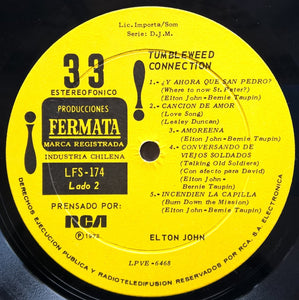 Lic. Importa/Som
Serie: D.J.M.
33
ESTEREOFONICO
PRODUCCIONES
FERMATA
MARCA REGISTRADA
INDUSTRIA CHILENA
LFS-174
Lado 2
PRENSADO POR:
RCA
Ⓟ 1972
TUMBLEWEED
CONNECTION
1.- ¿Y AHORA QUE SAN PEDRO?
(Where to now St. Peter?)
(Elton John-Bernie Taupin)
2.- CANCION DE AMOR
(Love Song)
(Lesley Duncan)
3.- AMOREENA
(Elton John-Bernie Taupin)
4.- CONVERSANDO DE
VIEJOS SOLDADOS
(Talking Old Soldiers)
(Con afecto para David)
(Elton John-
Bernie Taupin)
5.- INCENDIEN LA CAPILLA
(Burn Down the Mission)
(Elton John-Bernie Taupin)
ELTON JOHN
LPVE-6468
DERECHOS EJECUCION PUBLICA Y RADIOTELEDIFUSION RESERVADOS POR RCA, S.A. ELECTRONICA